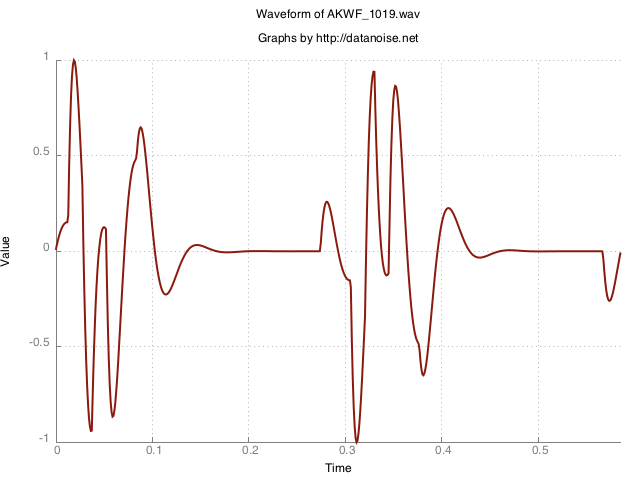 Waveform of AKWF_1019.wav
Graphs by http://datanoise.net
1
0.5
0
-0.5
-1
Value
0 0.1 0.2 0.3 0.4 0.5
Time